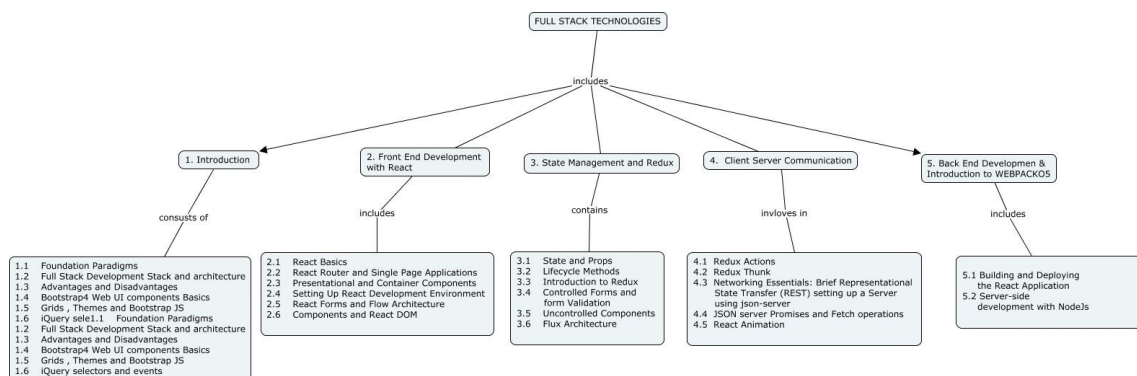 FULL STACK TECHNOLOGIES
includes
1. Introduction
2. Front End Development
with React
3. State Management and Redux
4. Client Server Communication
5. Back End Developmen &
Introduction to WEBPACKO5
consusts of
includes
contains
invloves in
includes
1.1 Foundation Paradigms
1.2 Full Stack Development Stack and architecture
1.3 Advantages and Disadvantages
1.4 Bootstrap4 Web UI components Basics
1.5 Grids , Themes and Bootstrap JS
1.6 iQuery sele1.1 Foundation Paradigms
1.2 Full Stack Development Stack and architecture
1.3 Advantages and Disadvantages
1.4 Bootstrap4 Web UI components Basics
1.5 Grids , Themes and Bootstrap JS
1.6 iQuery selectors and events
2.1 React Basics
2.2 React Router and Single Page Applications
2.3 Presentational and Container Components
2.4 Setting Up React Development Environment
2.5 React Forms and Flow Architecture
2.6 Components and React DOM
3.1 State and Props
3.2 Lifecycle Methods
3.3 Introduction to Redux
3.4 Controlled Forms and
form Validation
3.5 Uncontrolled Components
3.6 Flux Architecture
4.1 Redux Actions
4.2 Redux Thunk
4.3 Networking Essentials: Brief Representational
State Transfer (REST) setting up a Server
using json-server
4.4 JSON server Promises and Fetch operations
4.5 React Animation
5.1 Building and Deploying
the React Application
5.2 Server-side
development with NodeJs